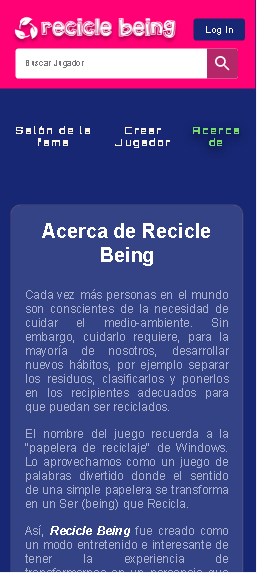 recicle being
Log In
Buscar Jugador
Salón de la
fama
Crear
Jugador
Acerca
de
Acerca de Recicle
Being
Cada vez más personas en el mundo
son conscientes de la necesidad de
cuidar el medio-ambiente. Sin
embargo, cuidarlo requiere, para la
mayoría de nosotros, desarrollar
nuevos hábitos, por ejemplo separar
los residuos, clasificarlos y ponerlos
en los recipientes adecuados para
que puedan ser reciclados.
El nombre del juego recuerda a la
"papelera de reciclaje" de Windows.
Lo aprovechamos como un juego de
palabras divertido donde el sentido
de una simple papelera se transforma
en un Ser (being) que Recicla.
Así, Recicle Being fue creado como
un modo entretenido e interesante de
tener la experiencia de
transformarnos en un personaje que